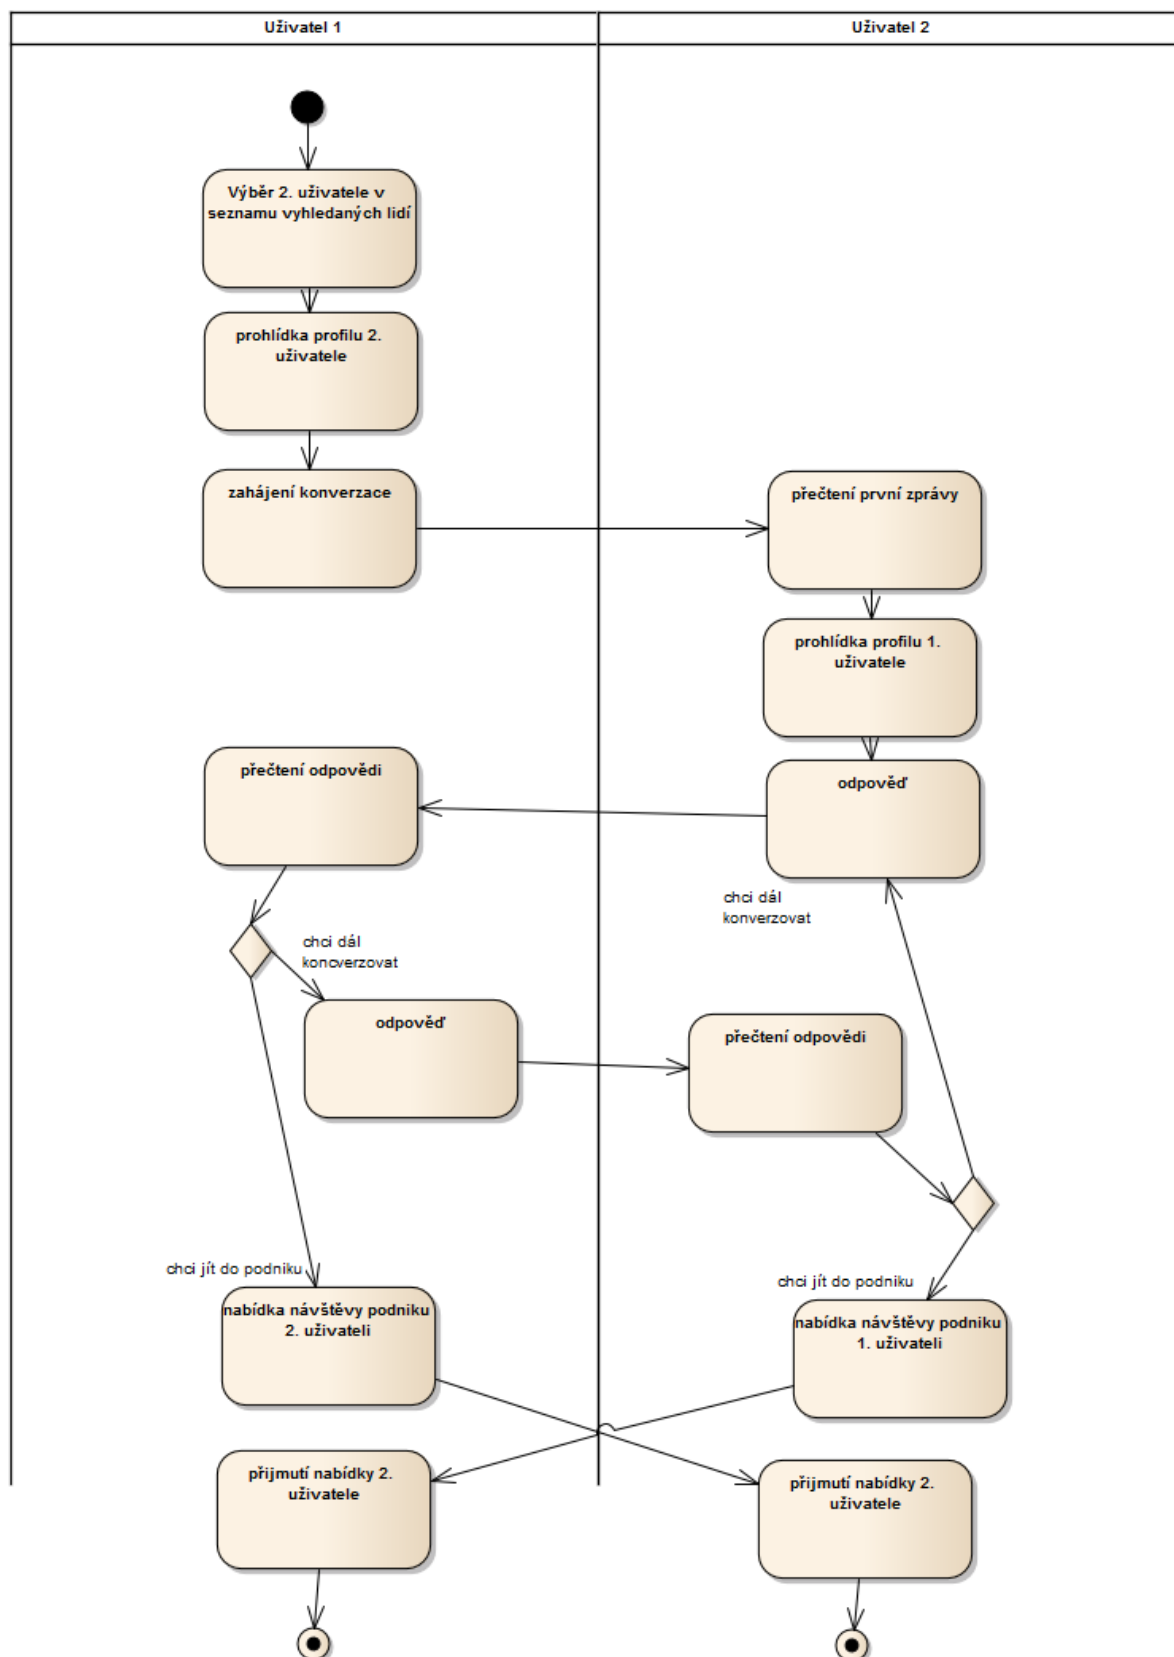 Uživatel 1
Uživatel 2
Výběr 2. uživatele v
seznamu vyhledaných lidí
prohlídka profilu 2.
uživatele
zahájení konverzace
přečtení první zprávy
prohlídka profilu 1.
uživatele
přečtení odpovědi
odpověď
chci dál
konverzovat
chci dál
koncverzovat
odpověď
přečtení odpovědi
chci jít do podniku
chci jít do podniku
nabídka návštěvy podniku
2. uživateli
nabídka návštěvy podniku
1. uživateli
přijmutí nabídky 2.
uživatele
přijmutí nabídky 2.
uživatele